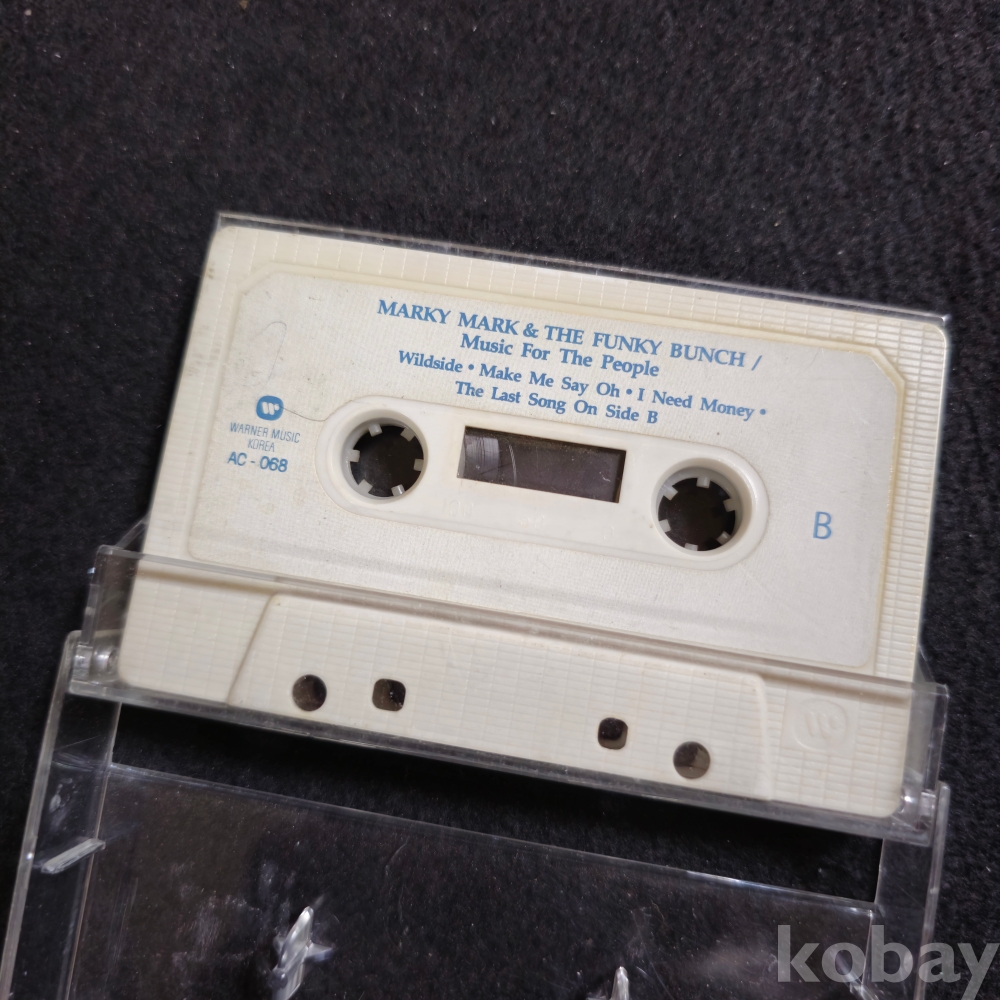 MARKY MARK & THE FUNKY BUNCH /
Music For The People
Wildside • Make Me Say Oh • I Need Money •
The Last Song On Side B
WARNER MUSIC
KOREA
AC - 068
B
kobay